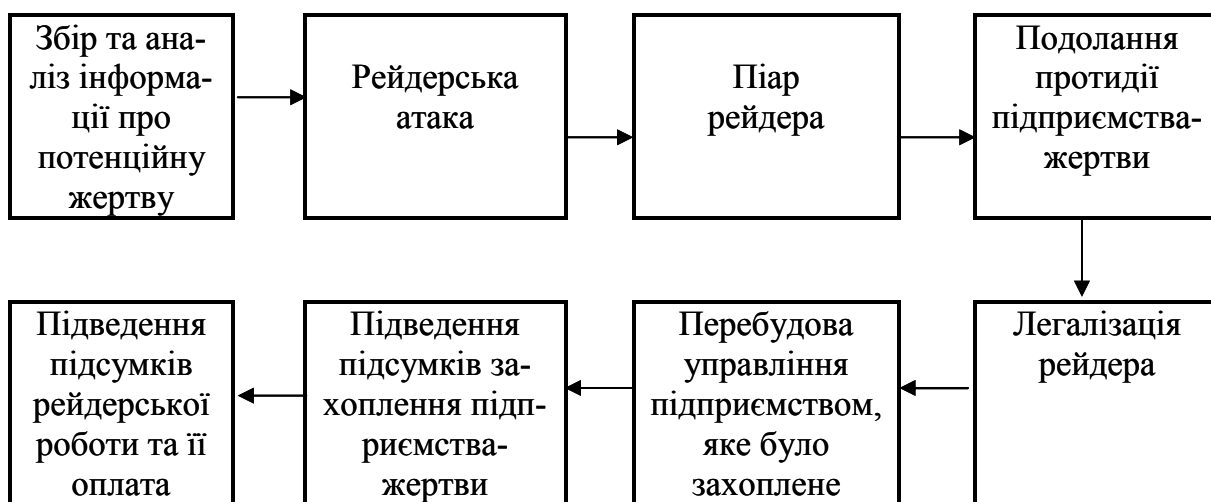 Збір та ана-
ліз інформа-
ції про
потенційну
жертву
Рейдерська
атака
Піар
рейдера
Подолання
протидії
підприємства-
жертви
Легалізація
рейдера
Перебудова
управління
підприємством,
яке було
захоплене
Підведення
підсумків за-
хоплення підп-
риємства-
жертви
Підведення
підсумків
рейдерської
роботи та її
оплата